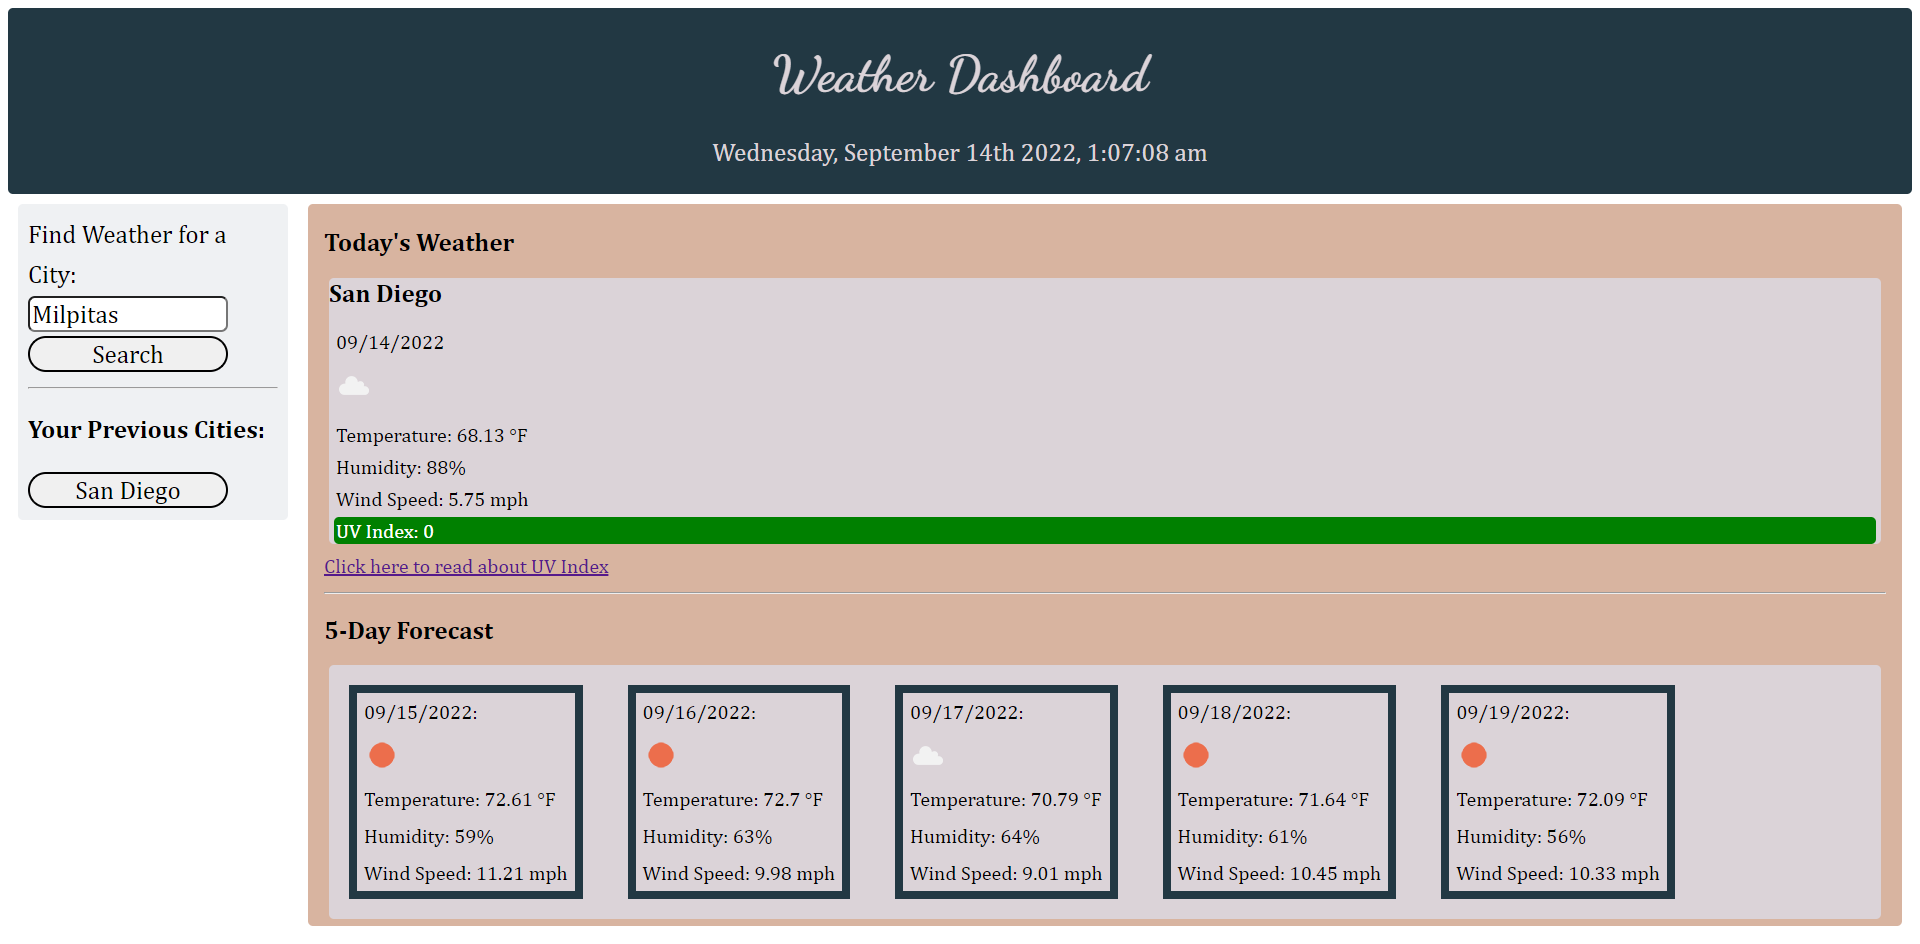 Weather Dashboard
Wednesday, September 14th 2022, 1:07:08 am
Find Weather for a
City:
Milpitas
Search
Your Previous Cities:
San Diego
Today's Weather
San Diego
09/14/2022
Temperature: 68.13 °F
Humidity: 88%
Wind Speed: 5.75 mph
UV Index: 0
Click here to read about UV Index
5-Day Forecast
09/15/2022:
Temperature: 72.61 °F
Humidity: 59%
Wind Speed: 11.21 mph
09/16/2022:
Temperature: 72.7 °F
Humidity: 63%
Wind Speed: 9.98 mph
09/17/2022:
Temperature: 70.79 °F
Humidity: 64%
Wind Speed: 9.01 mph
09/18/2022:
Temperature: 71.64 °F
Humidity: 61%
Wind Speed: 10.45 mph
09/19/2022:
Temperature: 72.09 °F
Humidity: 56%
Wind Speed: 10.33 mph